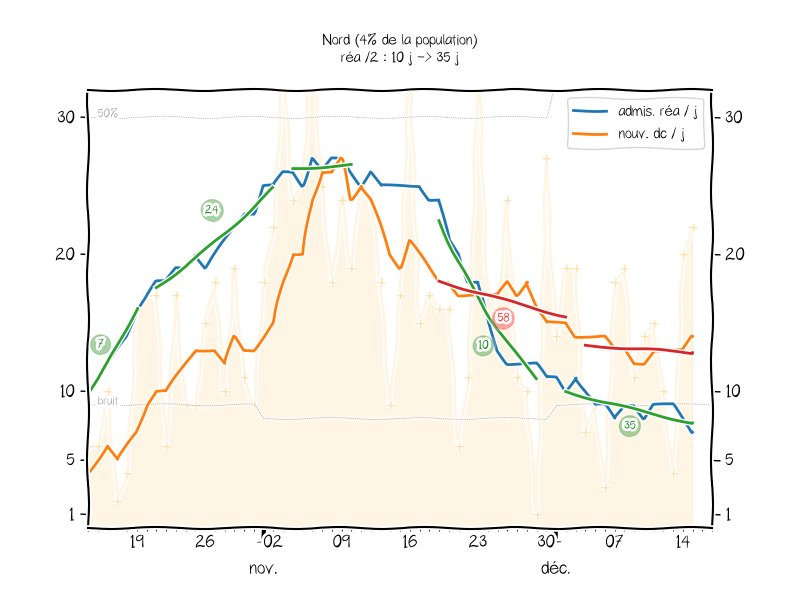 Nord (4% de la population)
réa /2 : 10 j -> 35 j
admis. réa / j
nouv. dc / j
50%
bruit
30
20
10
5
1
30
20
10
5
1
7
24
10
58
35
19 26 02 09 16 23 30 07 14
nov. déc.